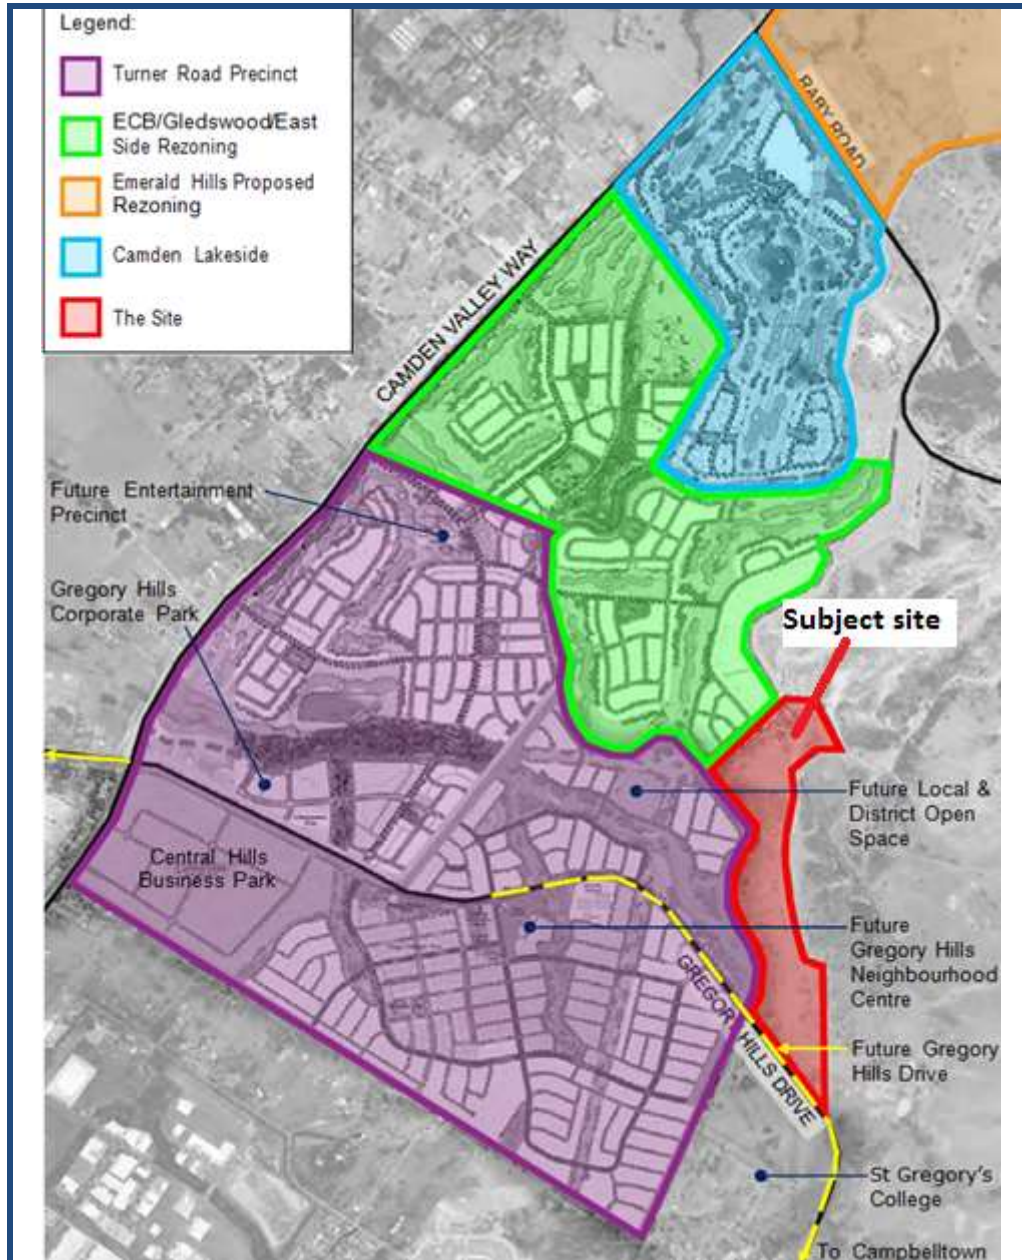 Legend:
Turner Road Precinct
ECB/Gledswood/East
Side Rezoning
Emerald Hills Proposed
Rezoning
Camden Lakeside
The Site
RABY ROAD
CAMDEN VALLEY WAY
Future Entertainment
Precinct
Gregory Hills
Corporate Park
Subject site
Future Local &
District Open
Space
Central Hills
Business Park
Future
Gregory Hills
Neighbourhood
Centre
GREGOR HILLS DRIVE
Future Gregory
Hills Drive
St Gregory's
College
To Campbelltown